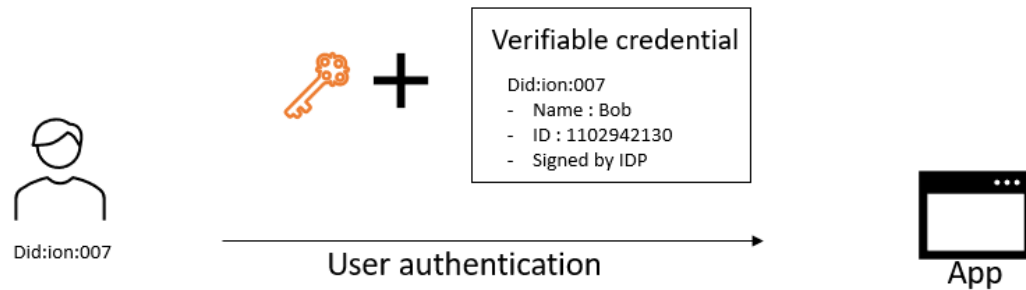 Verifiable credential
Did:ion:007
- Name : Bob
- ID : 1102942130
- Signed by IDP
Did:ion:007
User authentication
App